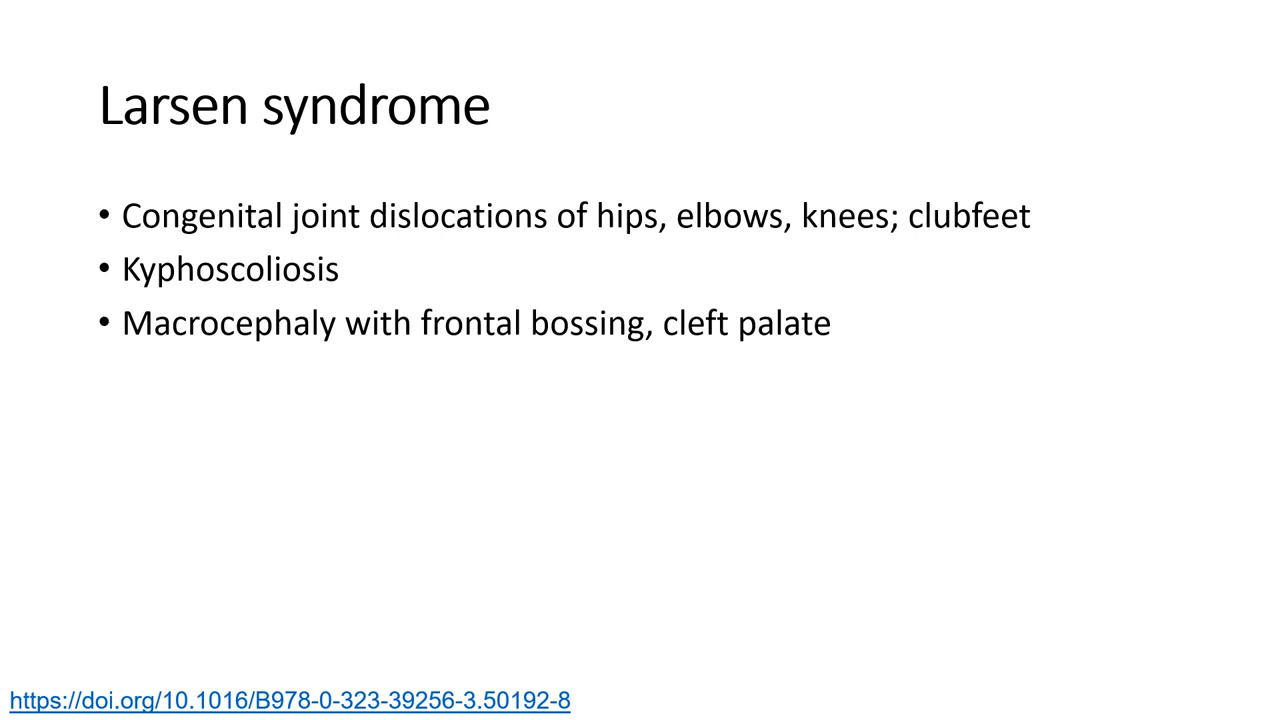 Larsen syndrome
• Congenital joint dislocations of hips, elbows, knees; clubfeet
• Kyphoscoliosis
• Macrocephaly with frontal bossing, cleft palate
https://doi.org/10.1016/B978-0-323-39256-3.50192-8